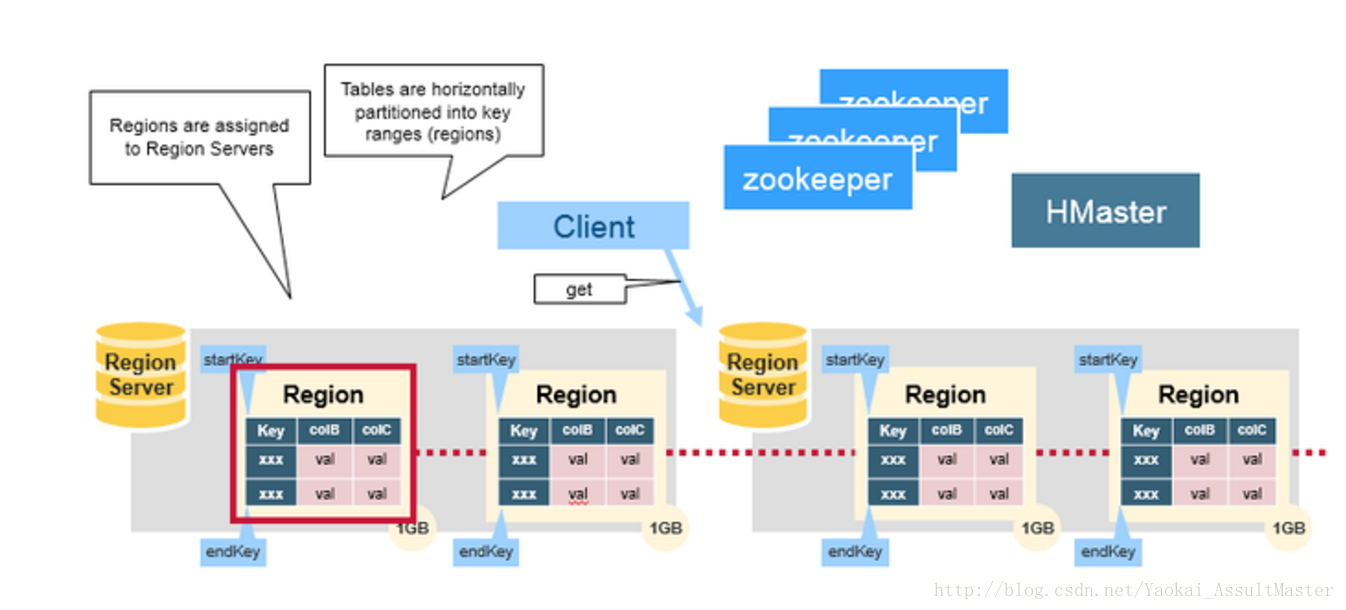 Regions are assigned
to Region Servers
Tables are horizontally
partitioned into key
ranges (regions)
zookeeper
zookeeper
zookeeper
HMaster
Client
get
Region
Server
startKey
Region
Key colB colC
xxx val val
xxx val val
1GB
endKey
startKey
Region
Key colB colC
xxx val val
xxx val val
1GB
endKey
Region
Server
startKey
Region
Key colB colC
xxx val val
xxx val val
1GB
endKey
startKey
Region
Key colB colC
xxx val val
xxx val val
1GB
endKey
http://blog.csdn.net/Yaokai_AssultMaster